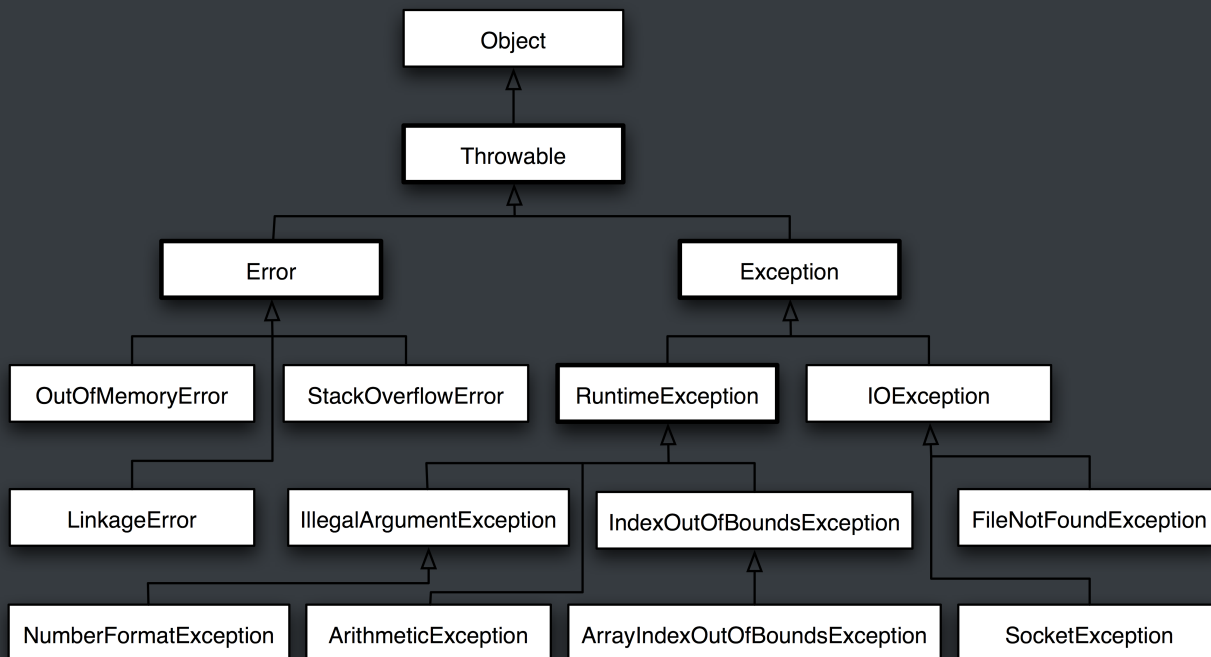 Object
Throwable
Error
Exception
OutOfMemoryError
StackOverflowError
RuntimeException
IOException
LinkageError
IllegalArgumentException
IndexOutOfBoundsException
FileNotFoundException
NumberFormatException
ArithmeticException
ArrayIndexOutOfBoundsException
SocketException